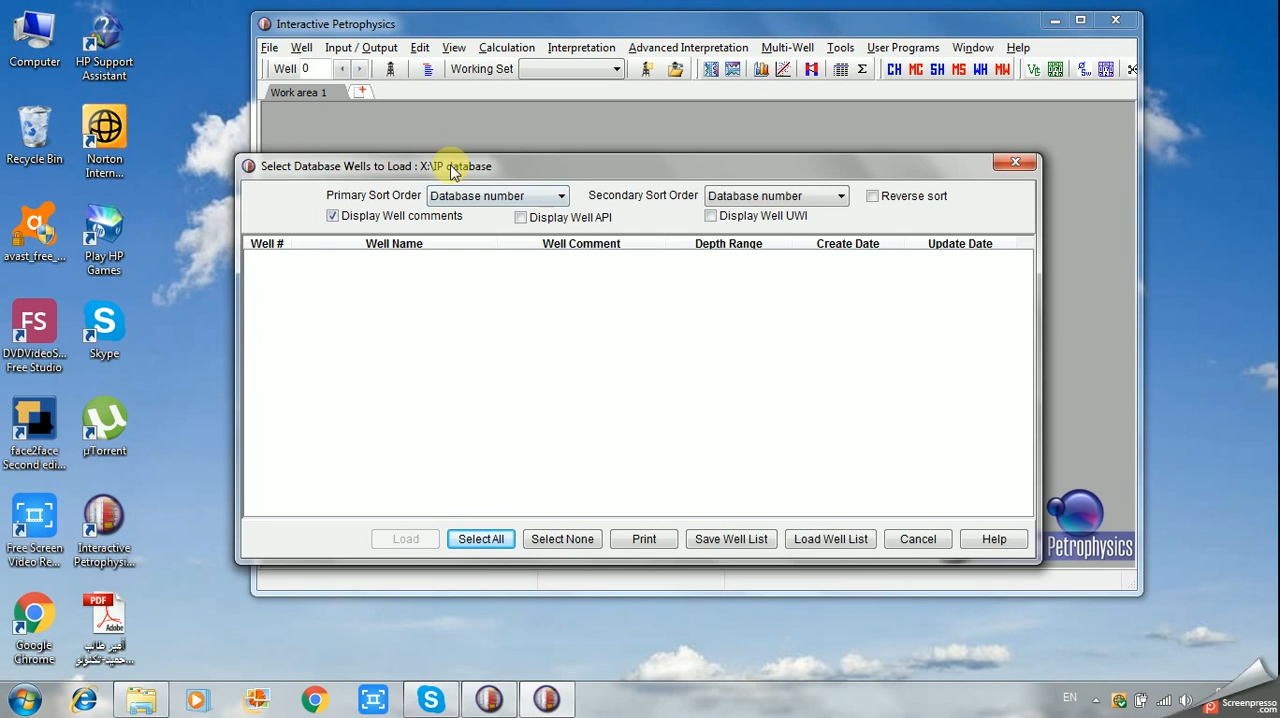 Computer
HP Support
Assistant
Recycle Bin
Norton
Intern...
avast_free_...
Play HP
Games
FS
DVDVideoS...
Free Studio
Skype
face2face
Second edi...
µTorrent
Free Screen
Video Re...
Interactive
Petrophysi...
Google
Chrome
PDF
Adobe
أمير طالب
Interactive Petrophysics
File Well Input / Output Edit View Calculation Interpretation Advanced Interpretation Multi-Well Tools User Programs Window Help
Well 0 Working Set Σ CH MC SH MS WH MW
Work area 1
Select Database Wells to Load : X:\IP database
Primary Sort Order Database number Secondary Sort Order Database number Reverse sort
Display Well comments Display Well API Display Well UWI
Well # Well Name Well Comment Depth Range Create Date Update Date
Load Select All Select None Print Save Well List Load Well List Cancel Help
Petrophysics
EN
Screenpresso
.com